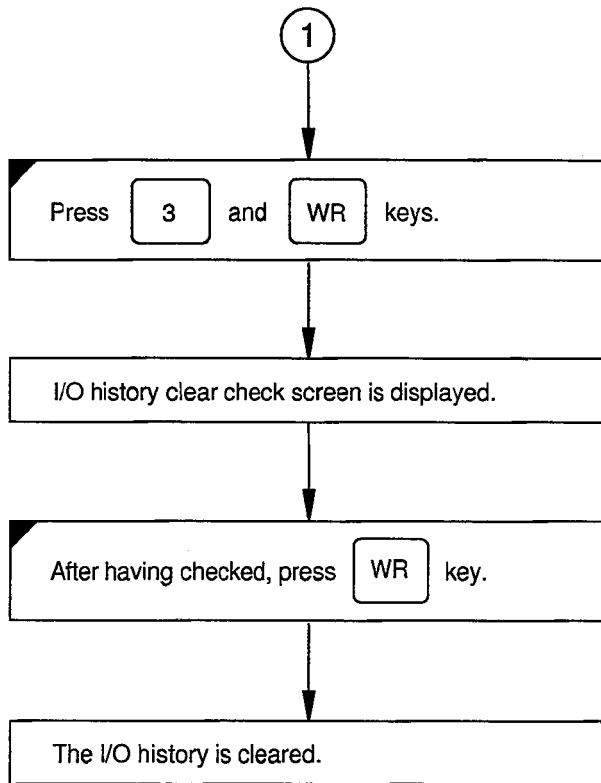 1
Press 3 and WR keys.
I/O history clear check screen is displayed.
After having checked, press WR key.
The I/O history is cleared.